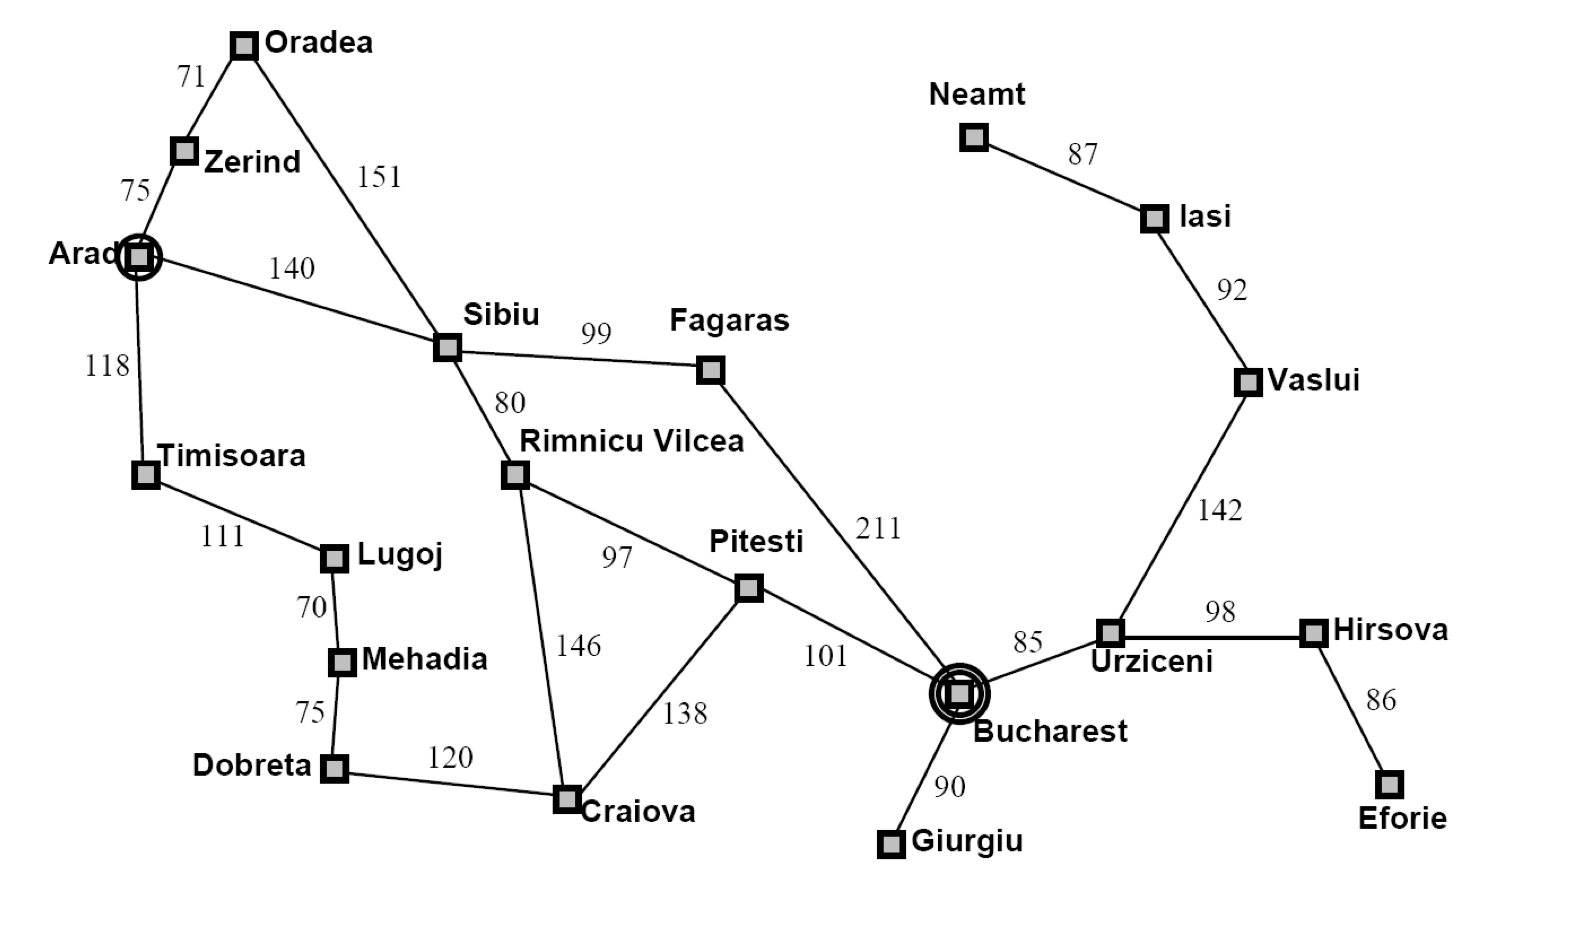 Oradea
71
Neamt
87
Zerind
151
75
Iasi
Arad
140
92
Sibiu
Fagaras
99
118
Vaslui
80
Rimnicu Vilcea
Timisoara
142
111
211
Pitesti
97
Lugoj
70
98
Hirsova
85
Urziceni
146
101
Mehadia
86
75
138
Bucharest
Dobreta
120
90
Craiova
Eforie
Giurgiu